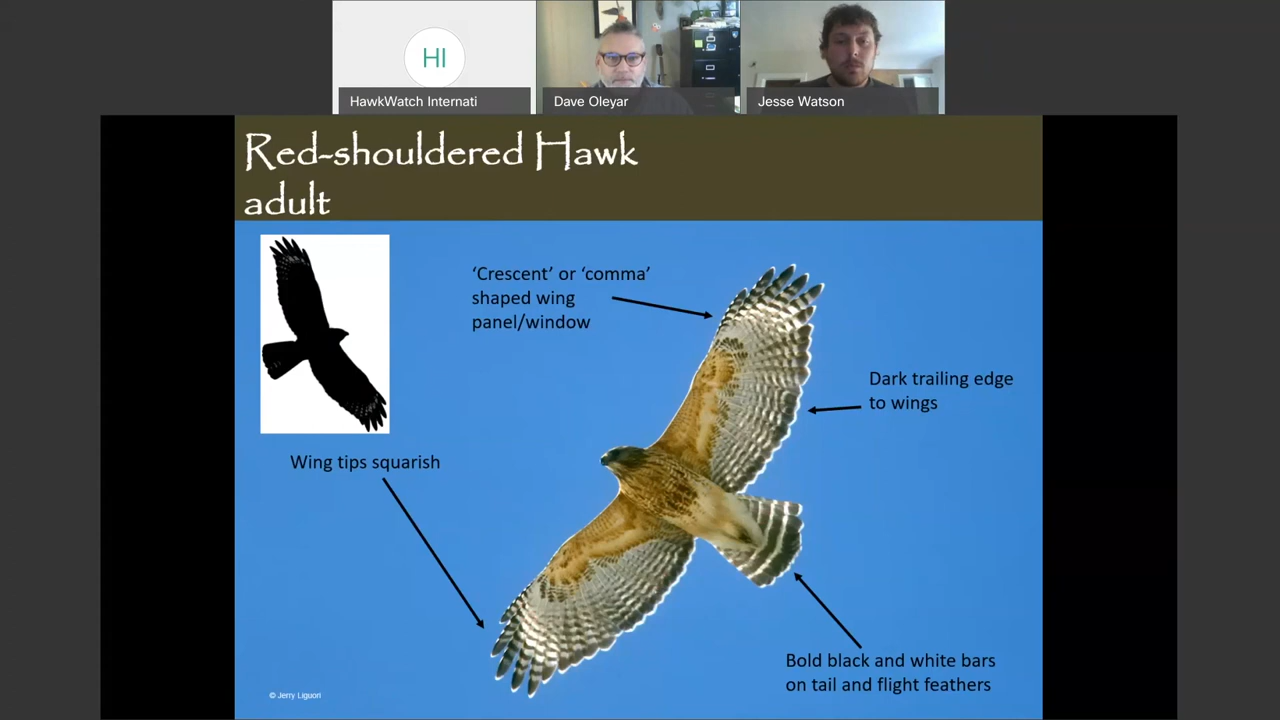 HI
HawkWatch Internati
Dave Oleyar
Jesse Watson
Red-shouldered Hawk
adult
‘Crescent’ or ‘comma’
shaped wing
panel/window
Dark trailing edge
to wings
Wing tips squarish
Bold black and white bars
on tail and flight feathers
© Jerry Liguori